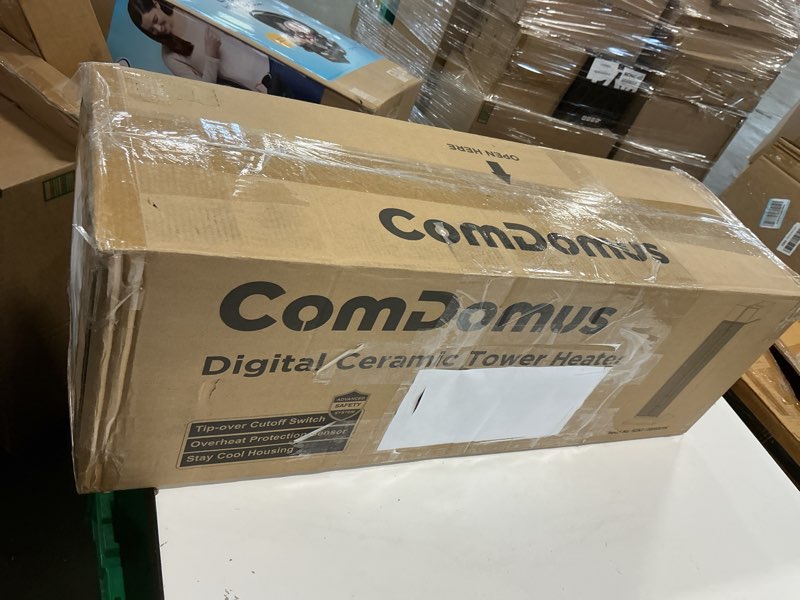 OPEN HERE
ComDomus
ComDomus
Digital Ceramic Tower Heater
ADVANCED
SAFETY
SYSTEM
Tip-over Cutoff Switch
Overheat Protection Sensor
Stay Cool Housing